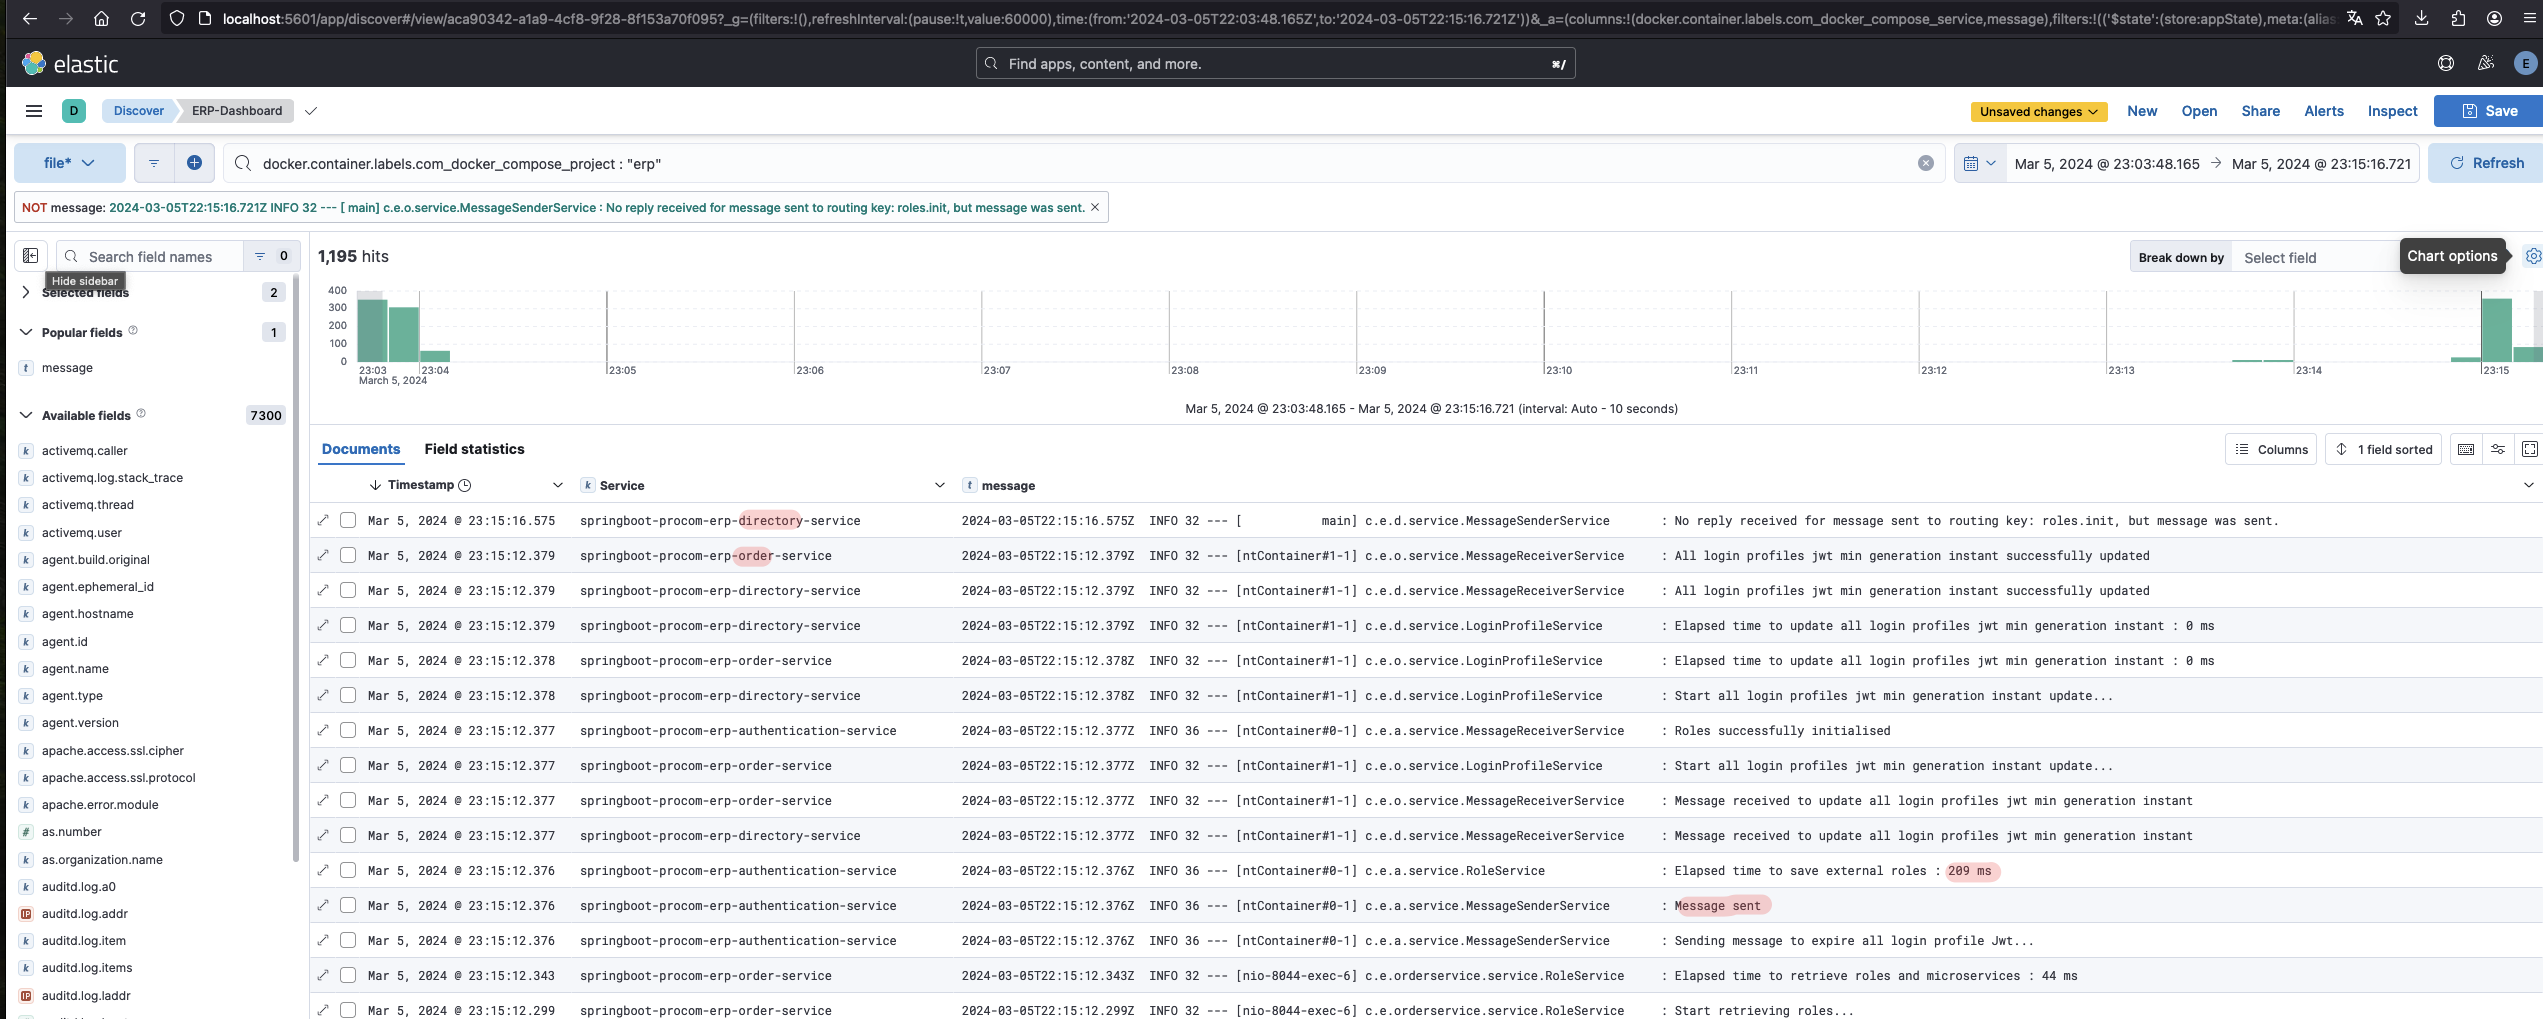 localhost:5601/app/discover#/view/aca90342-a1a9-4cf8-9f28-8f153a70f095?_g=(filters:!(),refreshInterval:(pause:!t,value:60000),time:(from:'2024-03-05T22:03:48.165Z',to:'2024-03-05T22:15:16.721Z'))&_a=(columns:!(docker.container.labels.com_docker_compose_service,message),filters:!(('$state':(store:appState),meta:(alias:
elastic
Find apps, content, and more.
⌘/
E
D
Discover
ERP-Dashboard
Unsaved changes
New
Open
Share
Alerts
Inspect
Save
file*
docker.container.labels.com_docker_compose_project : "erp"
Mar 5, 2024 @ 23:03:48.165 → Mar 5, 2024 @ 23:15:16.721
Refresh
NOT message: 2024-03-05T22:15:16.721Z INFO 32 --- [ main] c.e.o.service.MessageSenderService : No reply received for message sent to routing key: roles.init, but message was sent. ×
Search field names
0
Hide sidebar
Selected fields 2
Popular fields 1
t message
Available fields 7300
k activemq.caller
k activemq.log.stack_trace
k activemq.thread
k activemq.user
k agent.build.original
k agent.ephemeral_id
k agent.hostname
k agent.id
k agent.name
k agent.type
k agent.version
k apache.access.ssl.cipher
k apache.access.ssl.protocol
k apache.error.module
# as.number
k as.organization.name
k auditd.log.a0
IP auditd.log.addr
k auditd.log.item
k auditd.log.items
IP auditd.log.laddr
1,195 hits
Break down by
Select field
Chart options
400
300
200
100
0
23:03 23:04 23:05 23:06 23:07 23:08 23:09 23:10 23:11 23:12 23:13 23:14 23:15
March 5, 2024
Mar 5, 2024 @ 23:03:48.165 - Mar 5, 2024 @ 23:15:16.721 (interval: Auto - 10 seconds)
Documents
Field statistics
Columns
1 field sorted
Timestamp k Service t message
Mar 5, 2024 @ 23:15:16.575 springboot-procom-erp-directory-service 2024-03-05T22:15:16.575Z INFO 32 --- [ main] c.e.d.service.MessageSenderService : No reply received for message sent to routing key: roles.init, but message was sent.
Mar 5, 2024 @ 23:15:12.379 springboot-procom-erp-order-service 2024-03-05T22:15:12.379Z INFO 32 --- [ntContainer#1-1] c.e.o.service.MessageReceiverService : All login profiles jwt min generation instant successfully updated
Mar 5, 2024 @ 23:15:12.379 springboot-procom-erp-directory-service 2024-03-05T22:15:12.379Z INFO 32 --- [ntContainer#1-1] c.e.d.service.MessageReceiverService : All login profiles jwt min generation instant successfully updated
Mar 5, 2024 @ 23:15:12.379 springboot-procom-erp-directory-service 2024-03-05T22:15:12.379Z INFO 32 --- [ntContainer#1-1] c.e.d.service.LoginProfileService : Elapsed time to update all login profiles jwt min generation instant : 0 ms
Mar 5, 2024 @ 23:15:12.378 springboot-procom-erp-order-service 2024-03-05T22:15:12.378Z INFO 32 --- [ntContainer#1-1] c.e.o.service.LoginProfileService : Elapsed time to update all login profiles jwt min generation instant : 0 ms
Mar 5, 2024 @ 23:15:12.378 springboot-procom-erp-directory-service 2024-03-05T22:15:12.378Z INFO 32 --- [ntContainer#1-1] c.e.d.service.LoginProfileService : Start all login profiles jwt min generation instant update...
Mar 5, 2024 @ 23:15:12.377 springboot-procom-erp-authentication-service 2024-03-05T22:15:12.377Z INFO 36 --- [ntContainer#0-1] c.e.a.service.MessageReceiverService : Roles successfully initialised
Mar 5, 2024 @ 23:15:12.377 springboot-procom-erp-order-service 2024-03-05T22:15:12.377Z INFO 32 --- [ntContainer#1-1] c.e.o.service.LoginProfileService : Start all login profiles jwt min generation instant update...
Mar 5, 2024 @ 23:15:12.377 springboot-procom-erp-order-service 2024-03-05T22:15:12.377Z INFO 32 --- [ntContainer#1-1] c.e.o.service.MessageReceiverService : Message received to update all login profiles jwt min generation instant
Mar 5, 2024 @ 23:15:12.377 springboot-procom-erp-directory-service 2024-03-05T22:15:12.377Z INFO 32 --- [ntContainer#1-1] c.e.d.service.MessageReceiverService : Message received to update all login profiles jwt min generation instant
Mar 5, 2024 @ 23:15:12.376 springboot-procom-erp-authentication-service 2024-03-05T22:15:12.376Z INFO 36 --- [ntContainer#0-1] c.e.a.service.RoleService : Elapsed time to save external roles : 209 ms
Mar 5, 2024 @ 23:15:12.376 springboot-procom-erp-authentication-service 2024-03-05T22:15:12.376Z INFO 36 --- [ntContainer#0-1] c.e.a.service.MessageSenderService : Message sent
Mar 5, 2024 @ 23:15:12.376 springboot-procom-erp-authentication-service 2024-03-05T22:15:12.376Z INFO 36 --- [ntContainer#0-1] c.e.a.service.MessageSenderService : Sending message to expire all login profile Jwt...
Mar 5, 2024 @ 23:15:12.343 springboot-procom-erp-order-service 2024-03-05T22:15:12.343Z INFO 32 --- [nio-8044-exec-6] c.e.orderservice.service.RoleService : Elapsed time to retrieve roles and microservices : 44 ms
Mar 5, 2024 @ 23:15:12.299 springboot-procom-erp-order-service 2024-03-05T22:15:12.299Z INFO 32 --- [nio-8044-exec-6] c.e.orderservice.service.RoleService : Start retrieving roles...